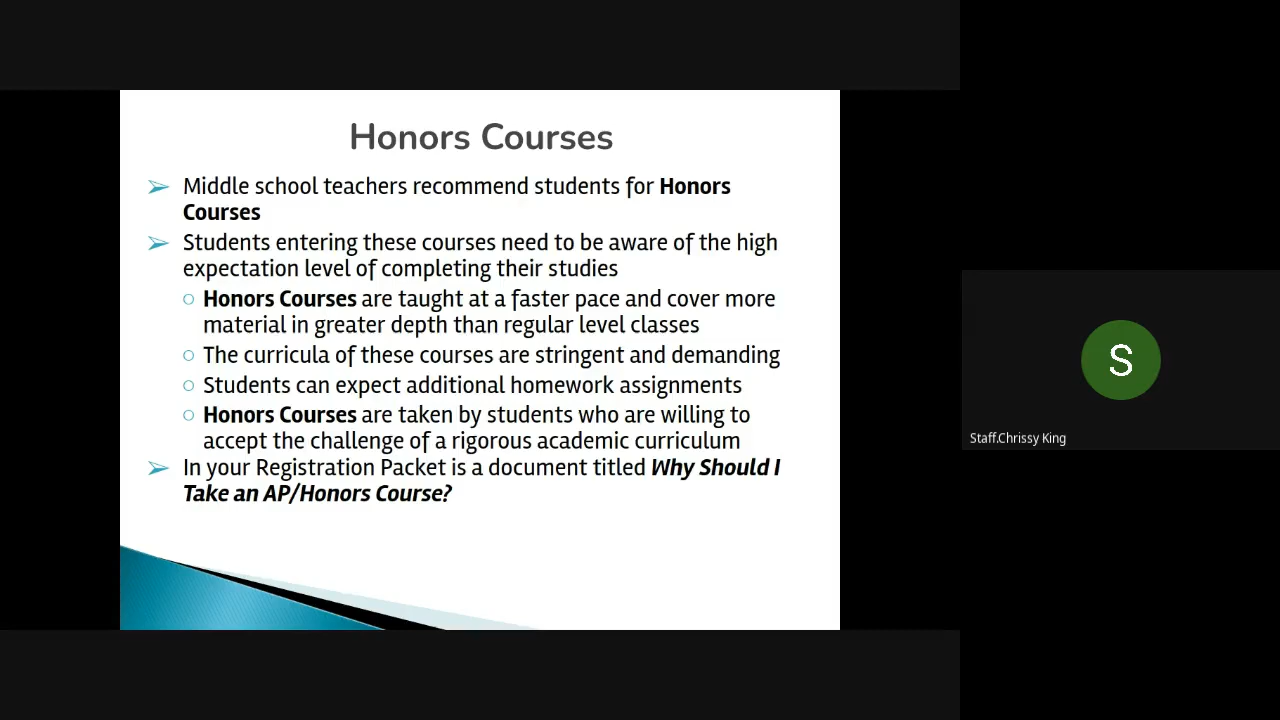 Honors Courses
➢ Middle school teachers recommend students for Honors
Courses
➢ Students entering these courses need to be aware of the high
expectation level of completing their studies
○ Honors Courses are taught at a faster pace and cover more
material in greater depth than regular level classes
○ The curricula of these courses are stringent and demanding
○ Students can expect additional homework assignments
○ Honors Courses are taken by students who are willing to
accept the challenge of a rigorous academic curriculum
➢ In your Registration Packet is a document titled Why Should I
Take an AP/Honors Course?
S
Staff.Chrissy King